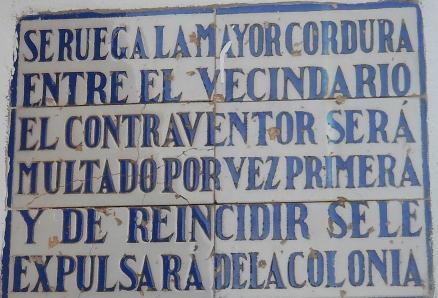 SE RUEGA LA MAYOR CORDURA
ENTRE EL VECINDARIO
EL CONTRAVENTOR SERÁ
MULTADO POR VEZ PRIMERA
Y DE REINCIDIR SE LE
EXPULSARÁ DE LA COLONIA